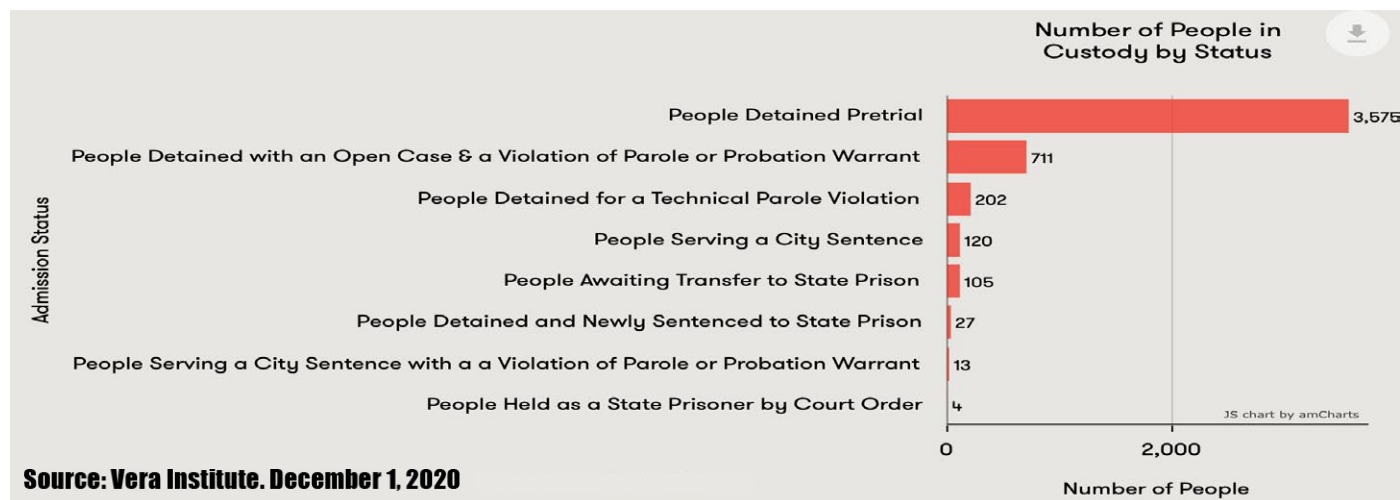 Number of People in
Custody by Status
People Detained Pretrial 3,575
People Detained with an Open Case & a Violation of Parole or Probation Warrant 711
People Detained for a Technical Parole Violation 202
People Serving a City Sentence 120
People Awaiting Transfer to State Prison 105
People Detained and Newly Sentenced to State Prison 27
People Serving a City Sentence with a a Violation of Parole or Probation Warrant 13
People Held as a State Prisoner by Court Order 4
Admission Status
JS chart by amCharts
0 2,000
Number of People
Source: Vera Institute. December 1, 2020